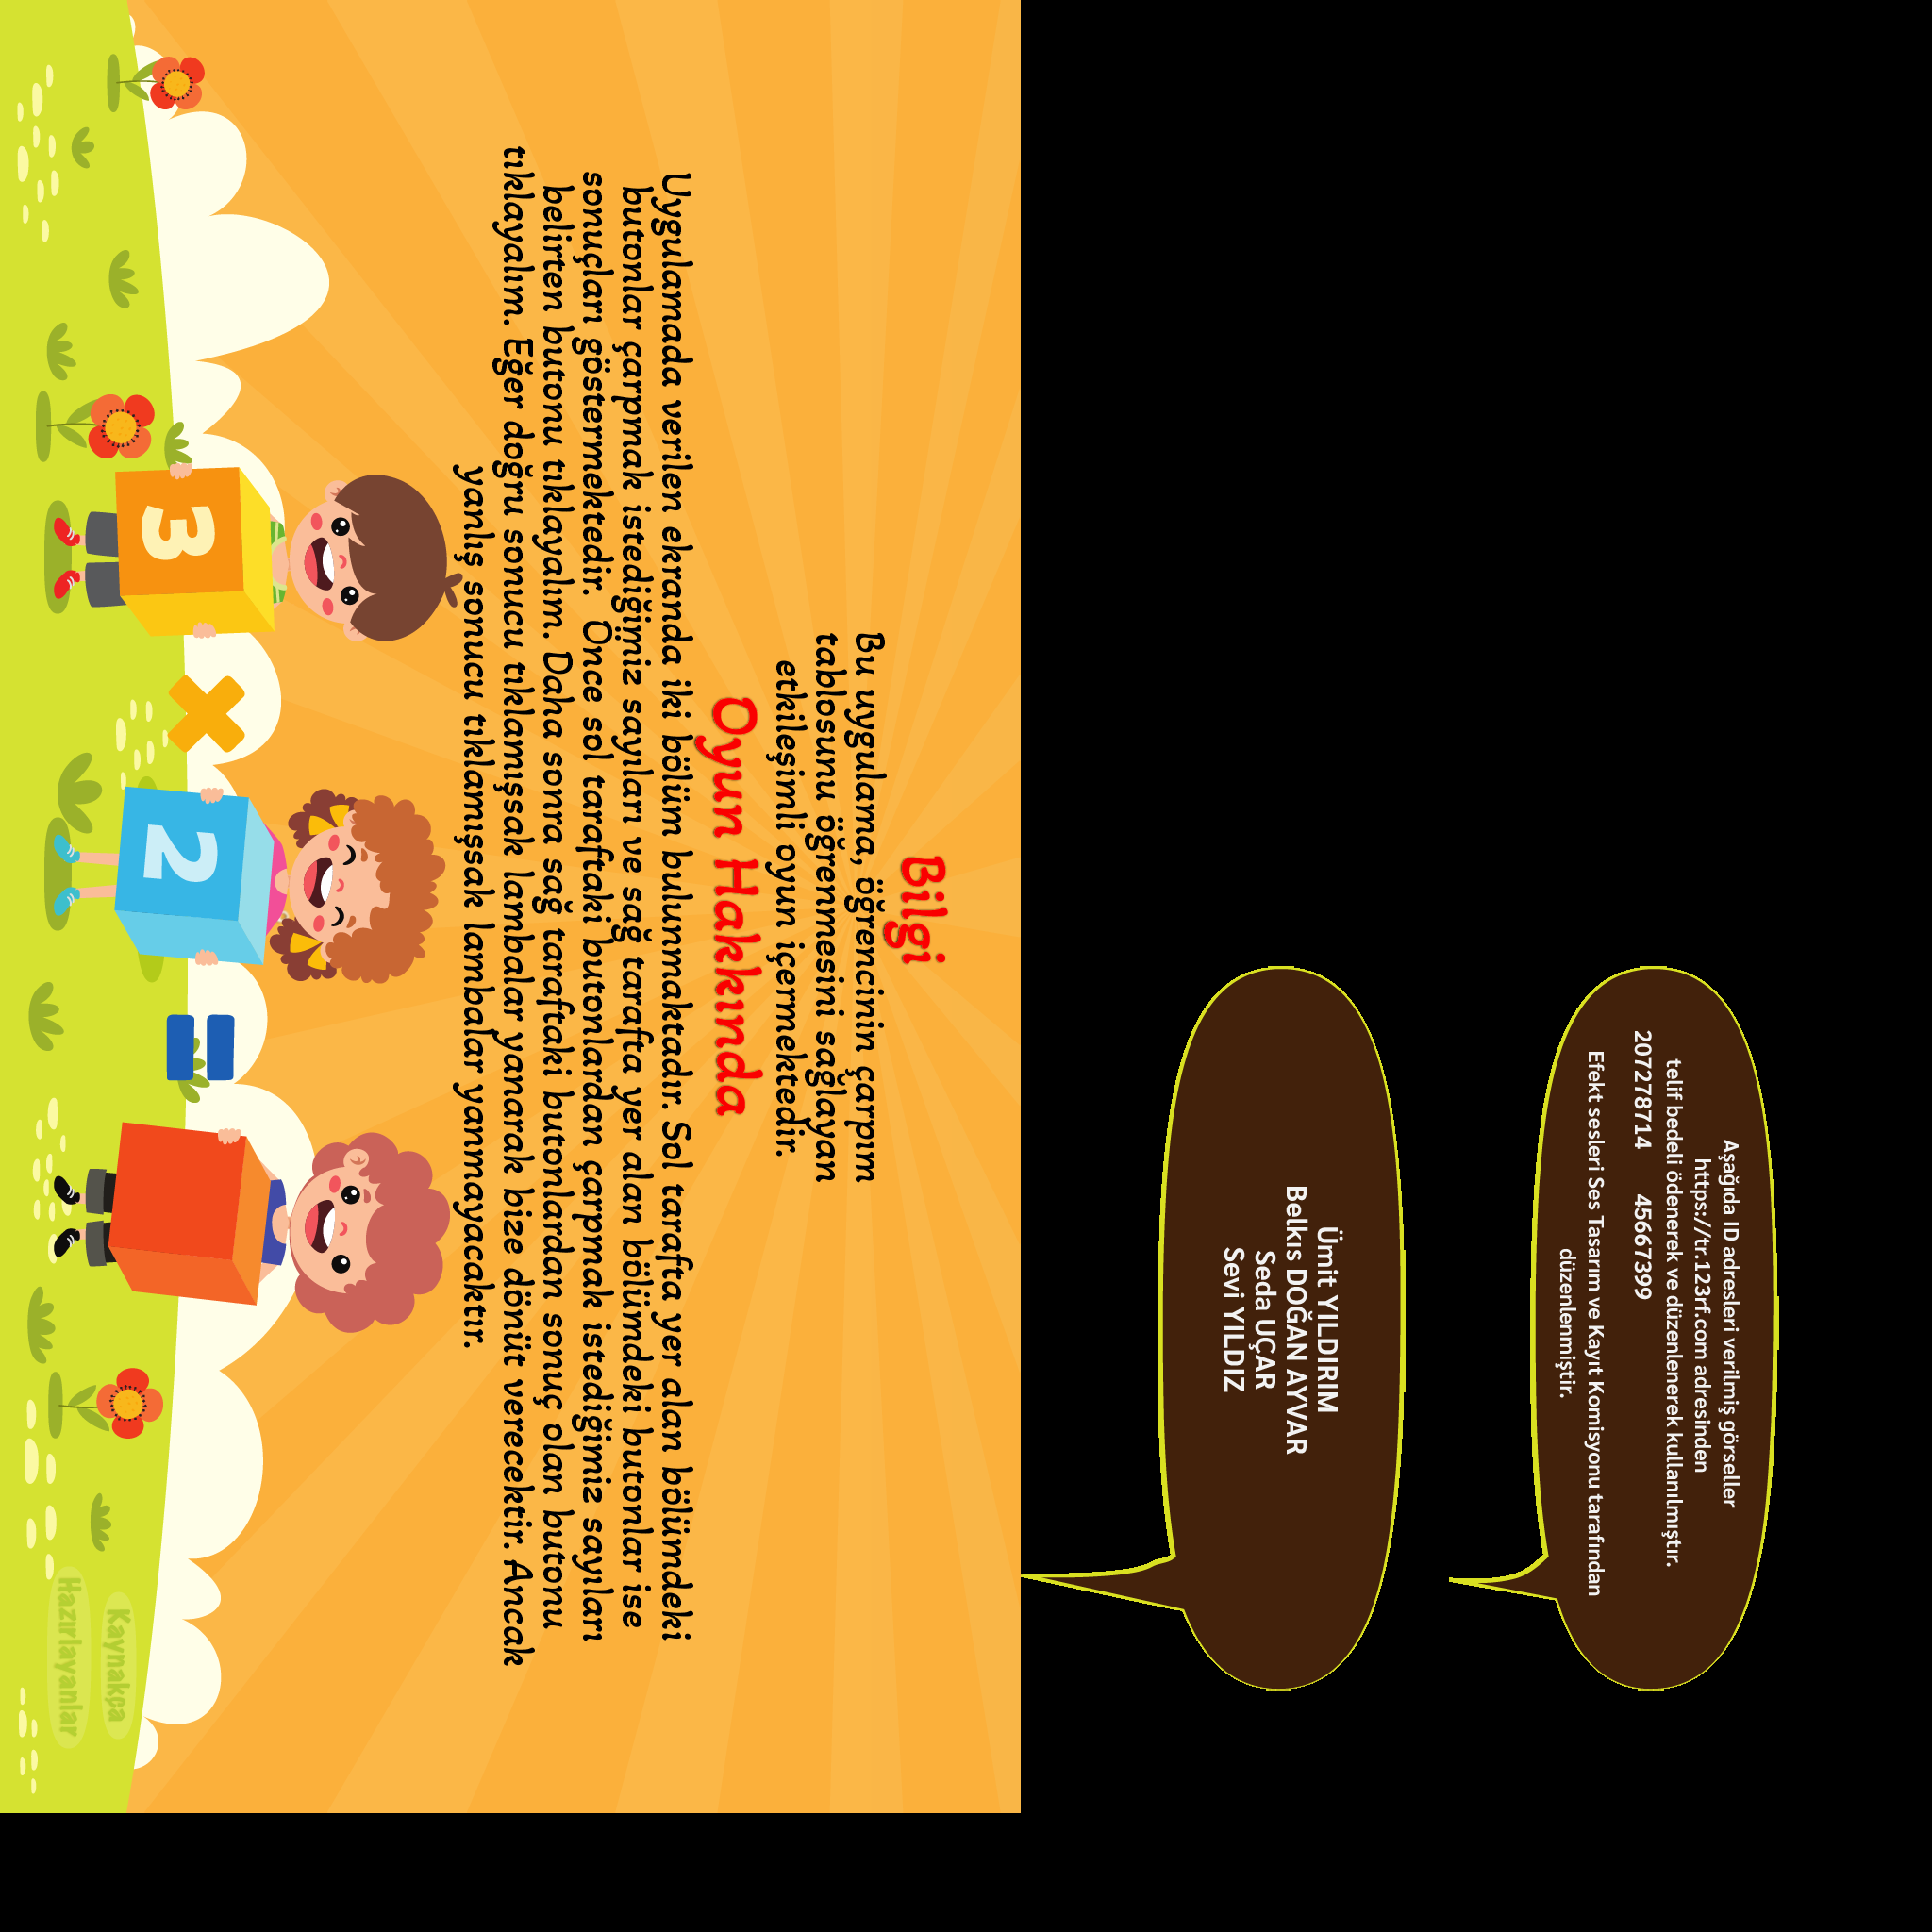 Bilgi
Bu uygulama, öğrencinin çarpım
tablosunu öğrenmesini sağlayan
etkileşimli oyun içermektedir.
Oyun Hakkında
Uygulamada verilen ekranda iki bölüm bulunmaktadır. Sol tarafta yer alan bölümdeki
butonlar çarpmak istediğimiz sayıları ve sağ tarafta yer alan bölümdeki butonlar ise
sonuçları göstermektedir. Önce sol taraftaki butonlardan çarpmak istediğimiz sayıları
belirten butonu tıklayalım. Daha sonra sağ taraftaki butonlardan sonuç olan butonu
tıklayalım. Eğer doğru sonucu tıklamışsak lambalar yanarak bize dönüt verecektir. Ancak
yanlış sonucu tıklamışsak lambalar yanmayacaktır.
3 × 2 =
Kaynakça
Hazırlayanlar
Aşağıda ID adresleri verilmiş görseller
https://tr.123rf.com adresinden
telif bedeli ödenerek ve düzenlenerek kullanılmıştır.
207278714 45667399
Efekt sesleri Ses Tasarım ve Kayıt Komisyonu tarafından
düzenlenmiştir.
Ümit YILDIRIM
Belkıs DOĞAN AYVAR
Seda UÇAR
Sevi YILDIZ